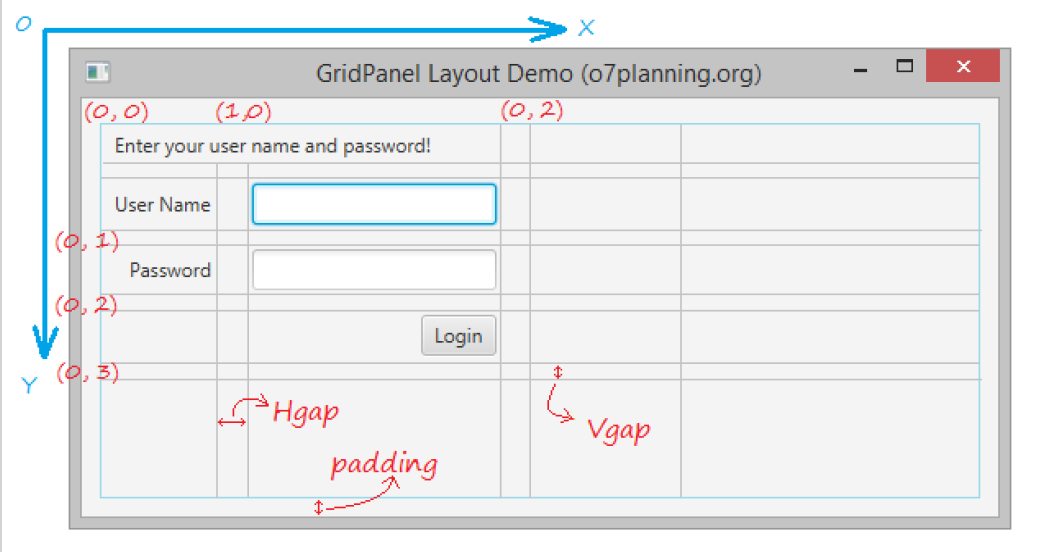 O
X
GridPanel Layout Demo (o7planning.org)
(0, 0) (1,0) (0, 2)
Enter your user name and password!
User Name
(0, 1)
Password
(0, 2)
Login
(0, 3)
Y
Hgap
Vgap
padding